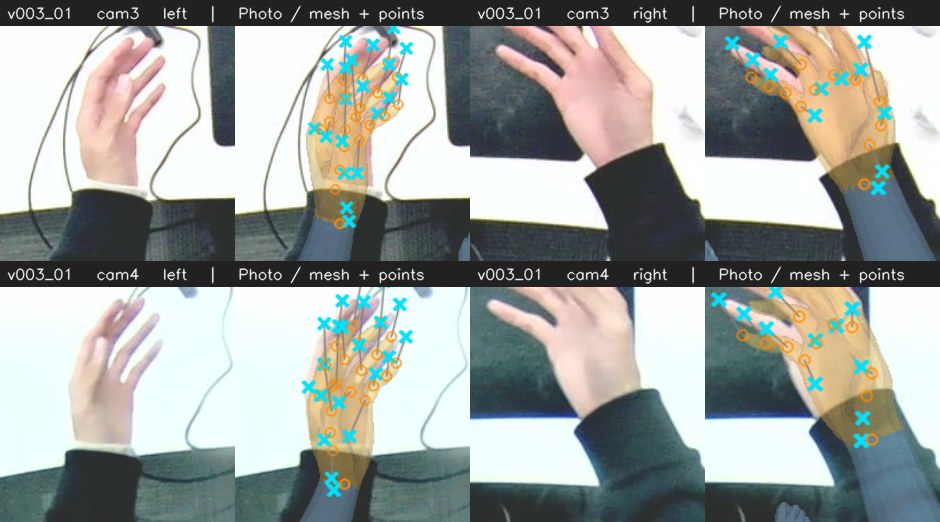 v003_01 cam3 left | Photo / mesh + points
v003_01 cam3 right | Photo / mesh + points
v003_01 cam4 left | Photo / mesh + points
v003_01 cam4 right | Photo / mesh + points